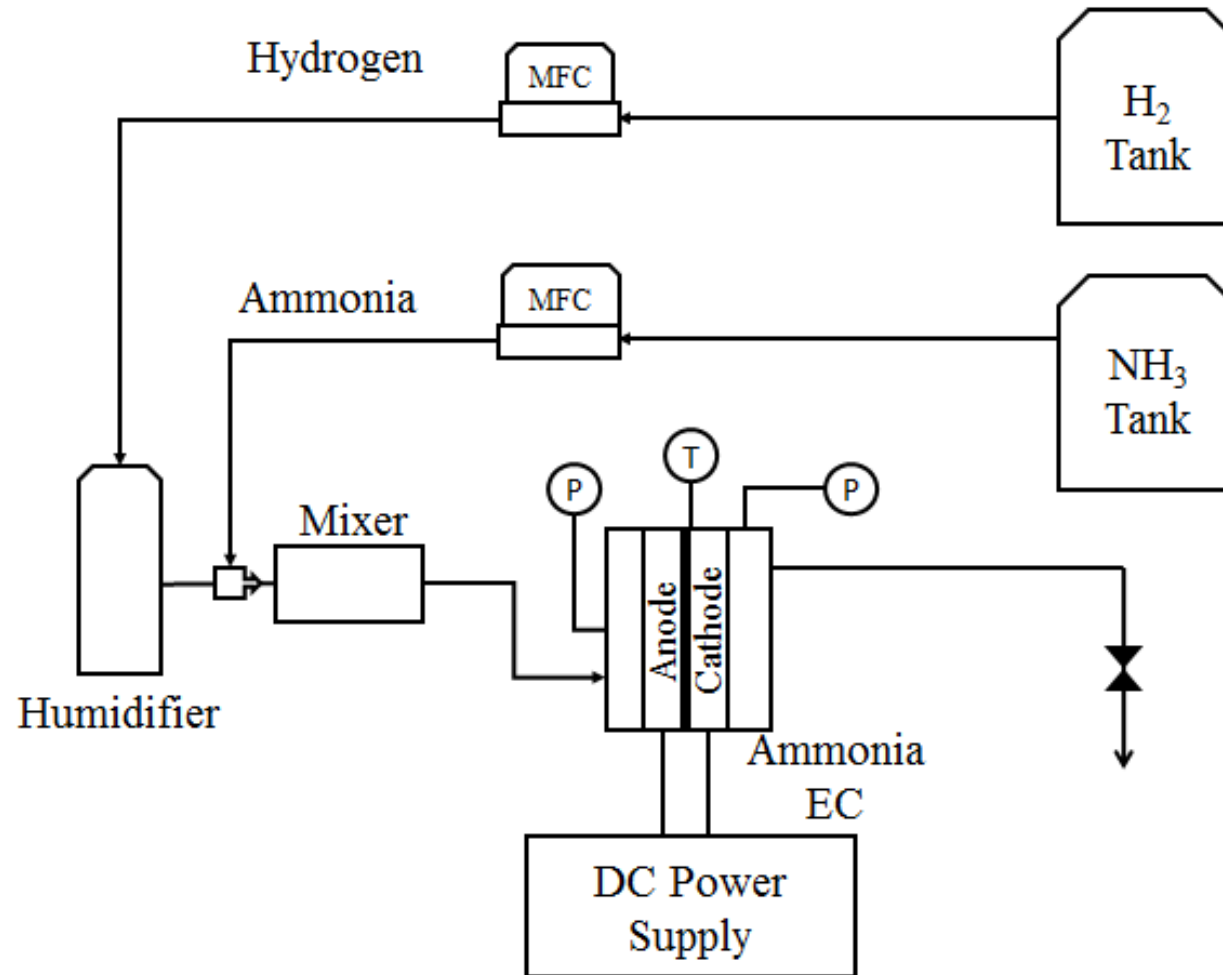 Hydrogen
MFC
H₂
Tank
Ammonia
MFC
NH₃
Tank
Mixer
P
T
P
Anode
Cathode
Humidifier
Ammonia
EC
DC Power
Supply